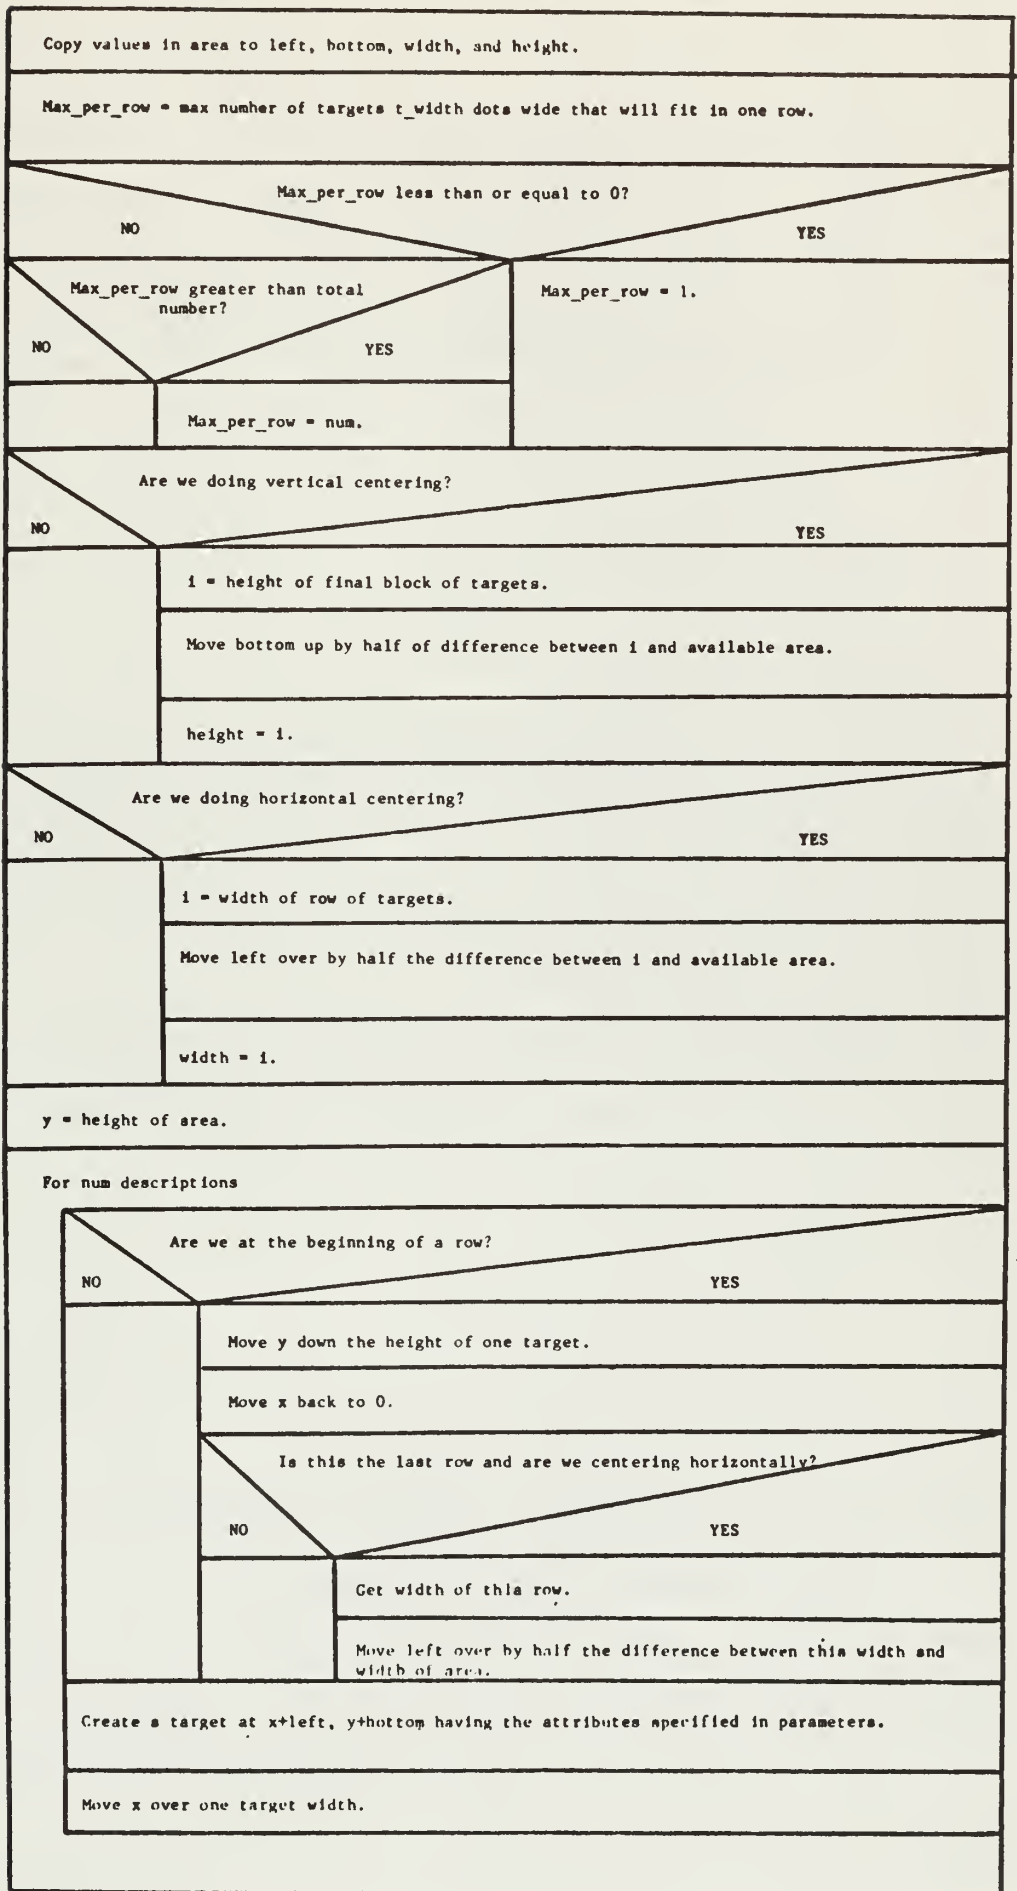 Copy values in area to left, bottom, width, and height.
Max_per_row = max number of targets t_width dots wide that will fit in one row.
Max_per_row less than or equal to 0?
NO
YES
Max_per_row greater than total
number?
NO
YES
Max_per_row = 1.
Max_per_row = num.
Are we doing vertical centering?
NO
YES
i = height of final block of targets.
Move bottom up by half of difference between i and available area.
height = i.
Are we doing horizontal centering?
NO
YES
i = width of row of targets.
Move left over by half the difference between i and available area.
width = i.
y = height of area.
For num descriptions
Are we at the beginning of a row?
NO
YES
Move y down the height of one target.
Move x back to 0.
Is this the last row and are we centering horizontally?
NO
YES
Get width of this row.
Move left over by half the difference between this width and
width of area.
Create a target at x+left, y+bottom having the attributes specified in parameters.
Move x over one target width.